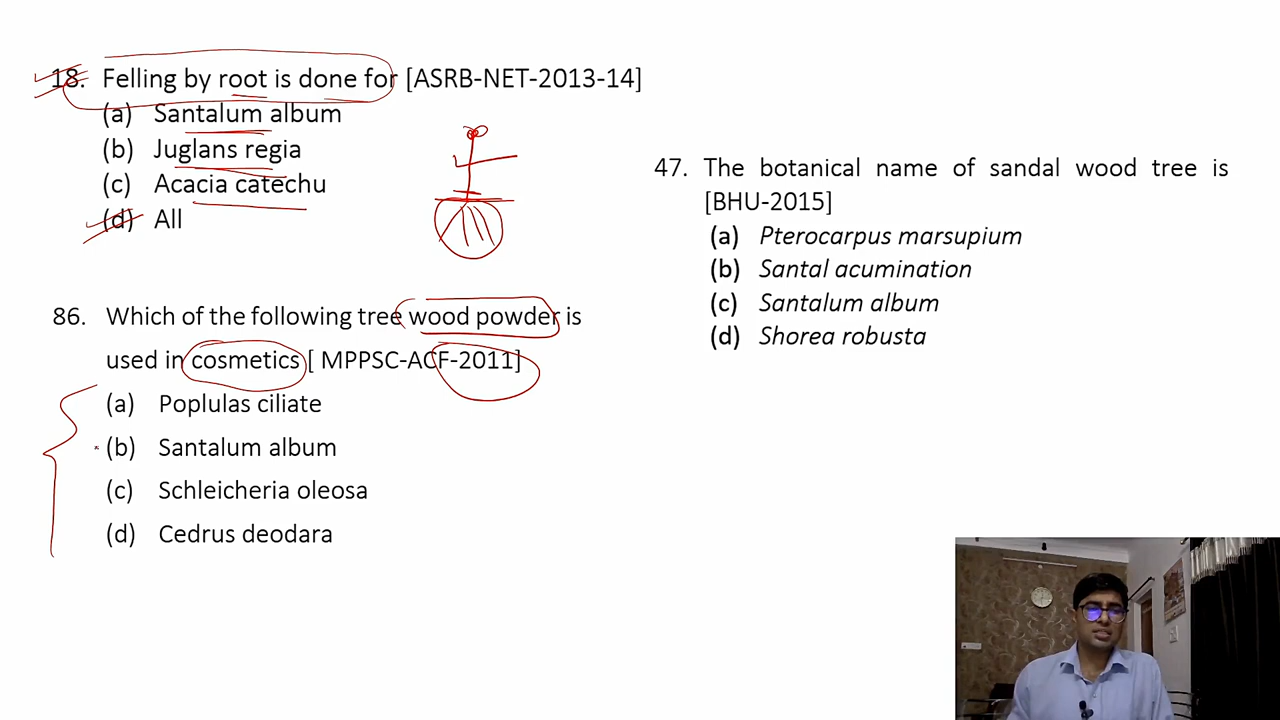 18. Felling by root is done for [ASRB-NET-2013-14]
(a) Santalum album
(b) Juglans regia
(c) Acacia catechu
(d) All
86. Which of the following tree wood powder is
used in cosmetics [ MPPSC-ACF-2011]
(a) Poplulas ciliate
(b) Santalum album
(c) Schleicheria oleosa
(d) Cedrus deodara
47. The botanical name of sandal wood tree is
[BHU-2015]
(a) Pterocarpus marsupium
(b) Santal acumination
(c) Santalum album
(d) Shorea robusta